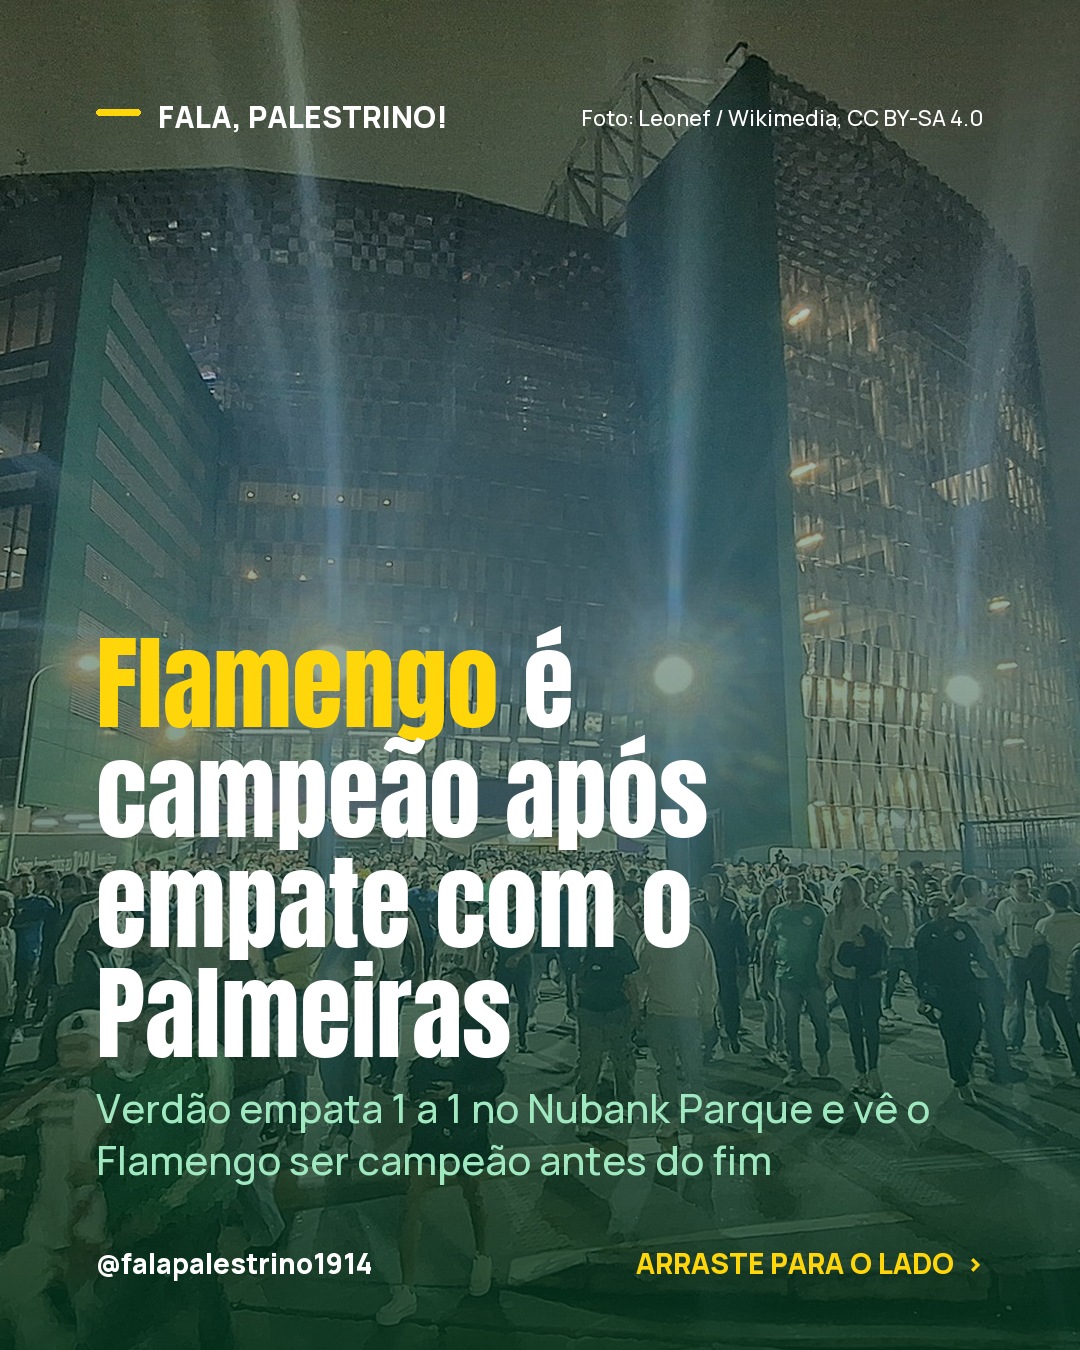 FALA, PALESTRINO!
Foto: Leonef / Wikimedia, CC BY-SA 4.0
Flamengo é
campeão após
empate com o
Palmeiras
Verdão empata 1 a 1 no Nubank Parque e vê o
Flamengo ser campeão antes do fim
@falapalestrino1914
ARRASTE PARA O LADO ›